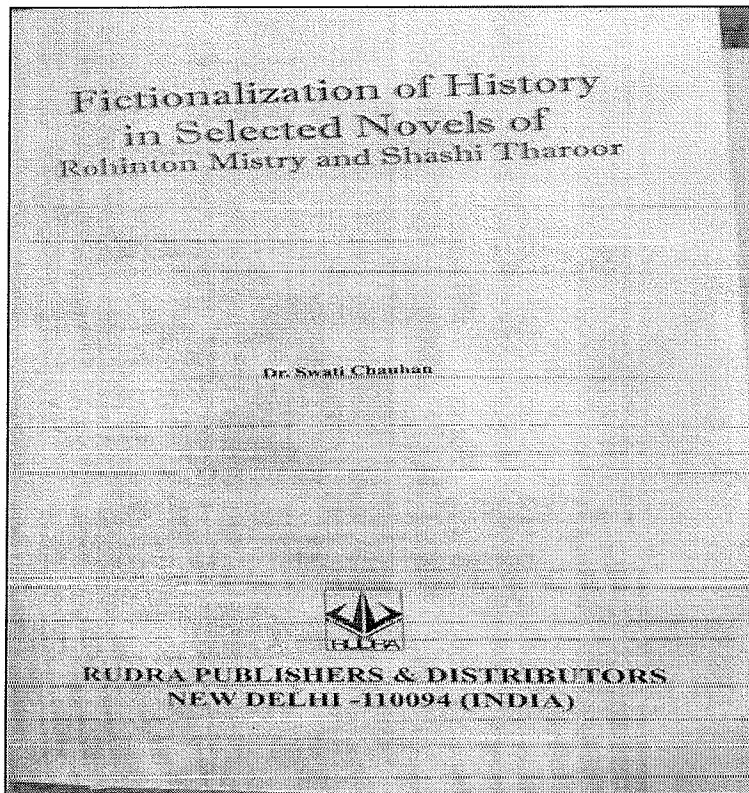 Fictionalization of History
in Selected Novels of
Rohinton Mistry and Shashi Tharoor
Dr. Swati Chauhan
RUDRA
RUDRA PUBLISHERS & DISTRIBUTORS
NEW DELHI -110094 (INDIA)